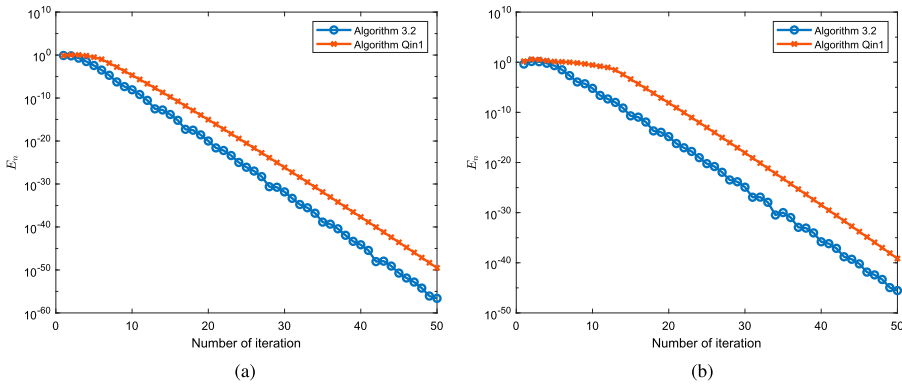 10^10
10^0
10^-10
10^-20
10^-30
10^-40
10^-50
10^-60
E_n
0 10 20 30 40 50
Number of iteration
Algorithm 3.2
Algorithm Qin1
(a)
10^10
10^0
10^-10
10^-20
10^-30
10^-40
10^-50
E_n
0 10 20 30 40 50
Number of iteration
Algorithm 3.2
Algorithm Qin1
(b)